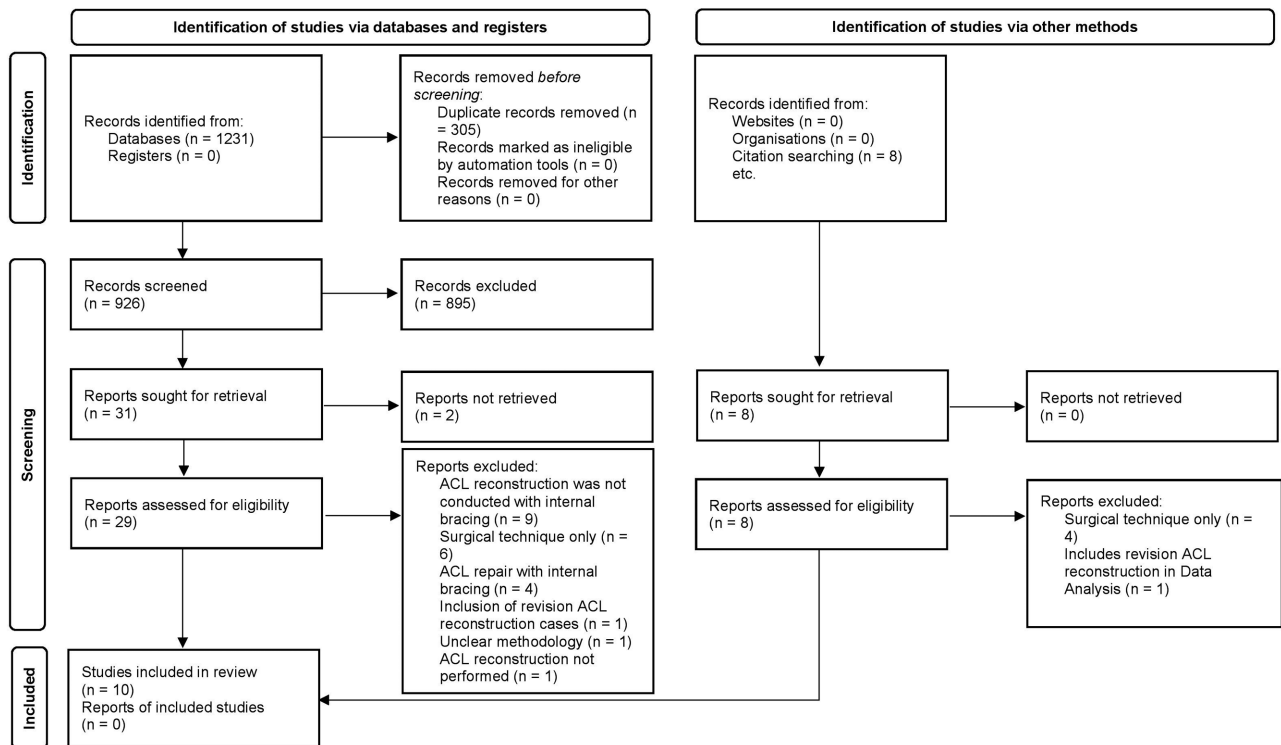 Identification of studies via databases and registers
Identification of studies via other methods
Identification
Records identified from:
Databases (n = 1231)
Registers (n = 0)
Records removed before
screening:
Duplicate records removed (n
= 305)
Records marked as ineligible
by automation tools (n = 0)
Records removed for other
reasons (n = 0)
Records identified from:
Websites (n = 0)
Organisations (n = 0)
Citation searching (n = 8)
etc.
Screening
Records screened
(n = 926)
Records excluded
(n = 895)
Reports sought for retrieval
(n = 31)
Reports not retrieved
(n = 2)
Reports sought for retrieval
(n = 8)
Reports not retrieved
(n = 0)
Reports assessed for eligibility
(n = 29)
Reports excluded:
ACL reconstruction was not
conducted with internal
bracing (n = 9)
Surgical technique only (n =
6)
ACL repair with internal
bracing (n = 4)
Inclusion of revision ACL
reconstruction cases (n = 1)
Unclear methodology (n = 1)
ACL reconstruction not
performed (n = 1)
Reports assessed for eligibility
(n = 8)
Reports excluded:
Surgical technique only (n =
4)
Includes revision ACL
reconstruction in Data
Analysis (n = 1)
Included
Studies included in review
(n = 10)
Reports of included studies
(n = 0)